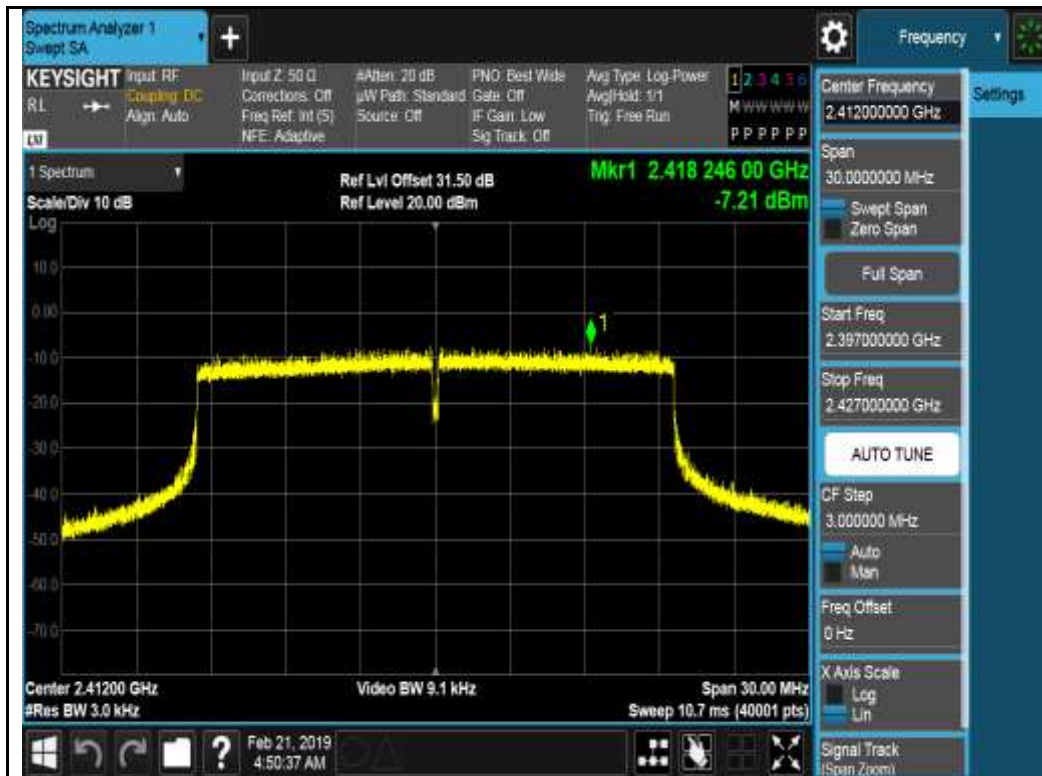 Spectrum Analyzer 1
Swept SA
+
Frequency
KEYSIGHT
RL
LXI
Input: RF
Coupling: DC
Align: Auto
Input Z: 50 Ω
Corrections: Off
Freq Ref: Int (S)
NFE: Adaptive
#Atten: 20 dB
µW Path: Standard
Source: Off
PNO: Best Wide
Gate: Off
IF Gain: Low
Sig Track: Off
Avg Type: Log-Power
Avg|Hold: 1/1
Trig: Free Run
1 2 3 4 5 6
M W W W W W
P P P P P P
1 Spectrum
Scale/Div 10 dB
Log
Ref Lvl Offset 31.50 dB
Ref Level 20.00 dBm
Mkr1 2.418 246 00 GHz
-7.21 dBm
1
10.0
0.00
-10.0
-20.0
-30.0
-40.0
-50.0
-60.0
-70.0
Center 2.41200 GHz
#Res BW 3.0 kHz
Video BW 9.1 kHz
Span 30.00 MHz
Sweep 10.7 ms (40001 pts)
?
Feb 21, 2019
4:50:37 AM
Center Frequency
2.412000000 GHz
Settings
Span
30.0000000 MHz
Swept Span
Zero Span
Full Span
Start Freq
2.397000000 GHz
Stop Freq
2.427000000 GHz
AUTO TUNE
CF Step
3.000000 MHz
Auto
Man
Freq Offset
0 Hz
X Axis Scale
Log
Lin
Signal Track
(Span Zoom)